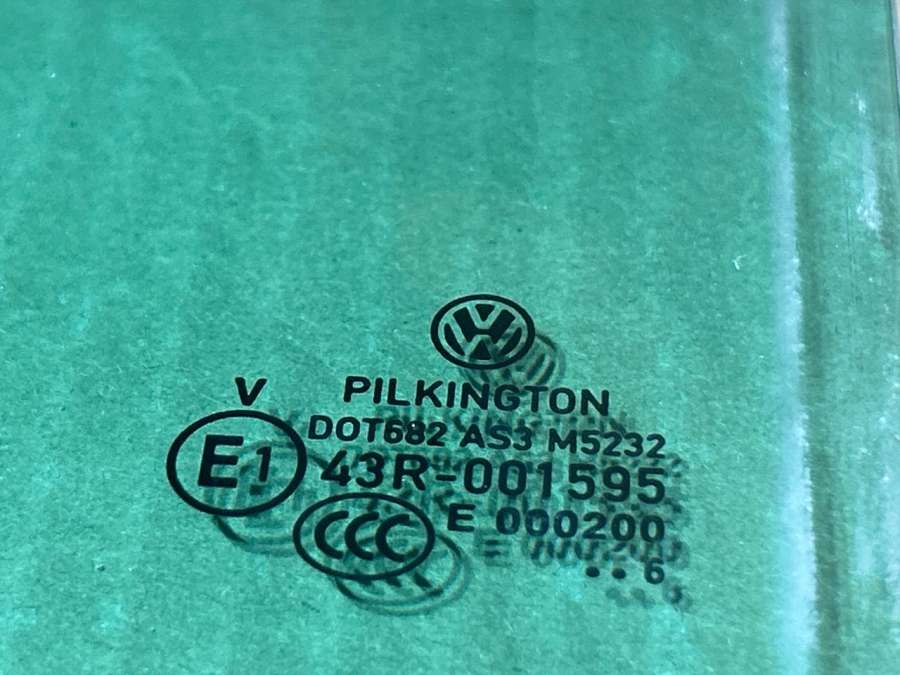 V PILKINGTON
DOT682 AS3 M5232
E1 43R-001595
CCC E 000200
.. 6